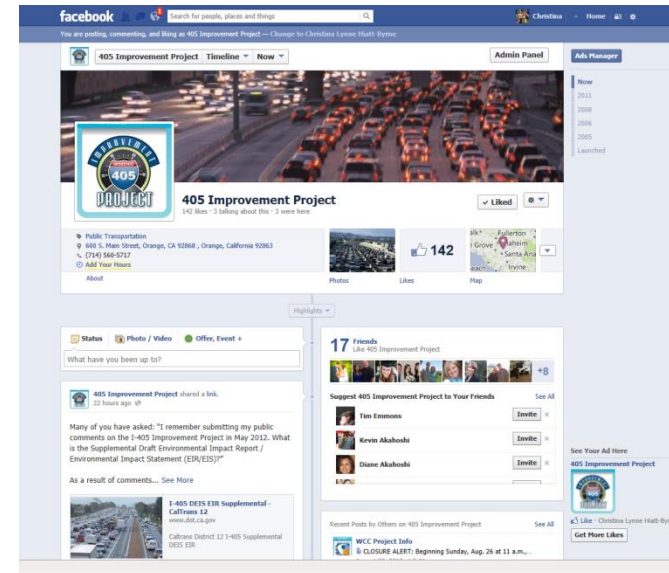 facebook
Search for people, places and things
Christina
Home
You are posting, commenting, and liking as 405 Improvement Project — Change to Christina Lynne Hiatt-Byrne
405 Improvement Project
Timeline
Now
Admin Panel
Ads Manager
Now
2011
2008
2006
2005
Launched
IMPROVEMENT
405
PROJECT
405 Improvement Project
142 likes · 3 talking about this · 3 were here
Liked
Public Transportation
600 S. Main Street, Orange, CA 92868 , Orange, California 92863
(714) 560-5717
Add Your Hours
About
Photos
142
Likes
Fullerton
Grove
Anaheim
Santa Ana
Irvine
Map
Highlights
Status
Photo / Video
Offer, Event +
What have you been up to?
405 Improvement Project shared a link.
22 hours ago
Many of you have asked: "I remember submitting my public
comments on the I-405 Improvement Project in May 2012. What
is the Supplemental Draft Environmental Impact Report /
Environmental Impact Statement (EIR/EIS)?"
As a result of comments... See More
I-405 DEIS EIR Supplemental -
CalTrans 12
www.dot.ca.gov
Caltrans District 12 I-405 Supplemental
DEIS EIR
17 Friends
Like 405 Improvement Project
+8
Suggest 405 Improvement Project to Your Friends
See All
Tim Emmons
Invite
Kevin Akahoshi
Invite
Diane Akahoshi
Invite
Recent Posts by Others on 405 Improvement Project
See All
WCC Project Info
CLOSURE ALERT: Beginning Sunday, Aug. 26 at 11 a.m.,...
See Your Ad Here
405 Improvement Project
Like · Christina Lynne Hiatt-Byrne
Get More Likes